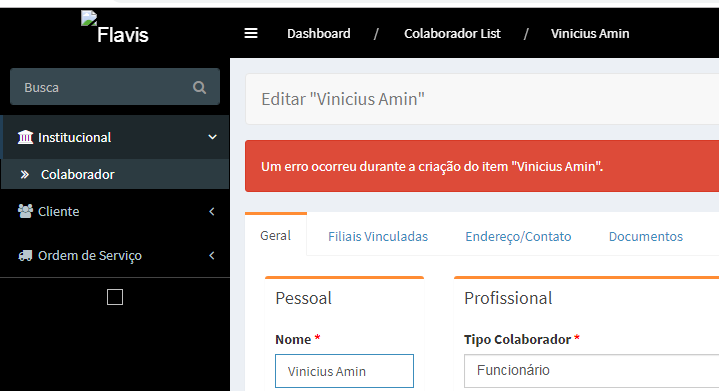 Flavis
Dashboard / Colaborador List / Vinicius Amin
Busca
Institucional
Colaborador
Cliente
Ordem de Serviço
Editar "Vinicius Amin"
Um erro ocorreu durante a criação do item "Vinicius Amin".
Geral Filiais Vinculadas Endereço/Contato Documentos
Pessoal
Nome *
Vinicius Amin
Profissional
Tipo Colaborador *
Funcionário